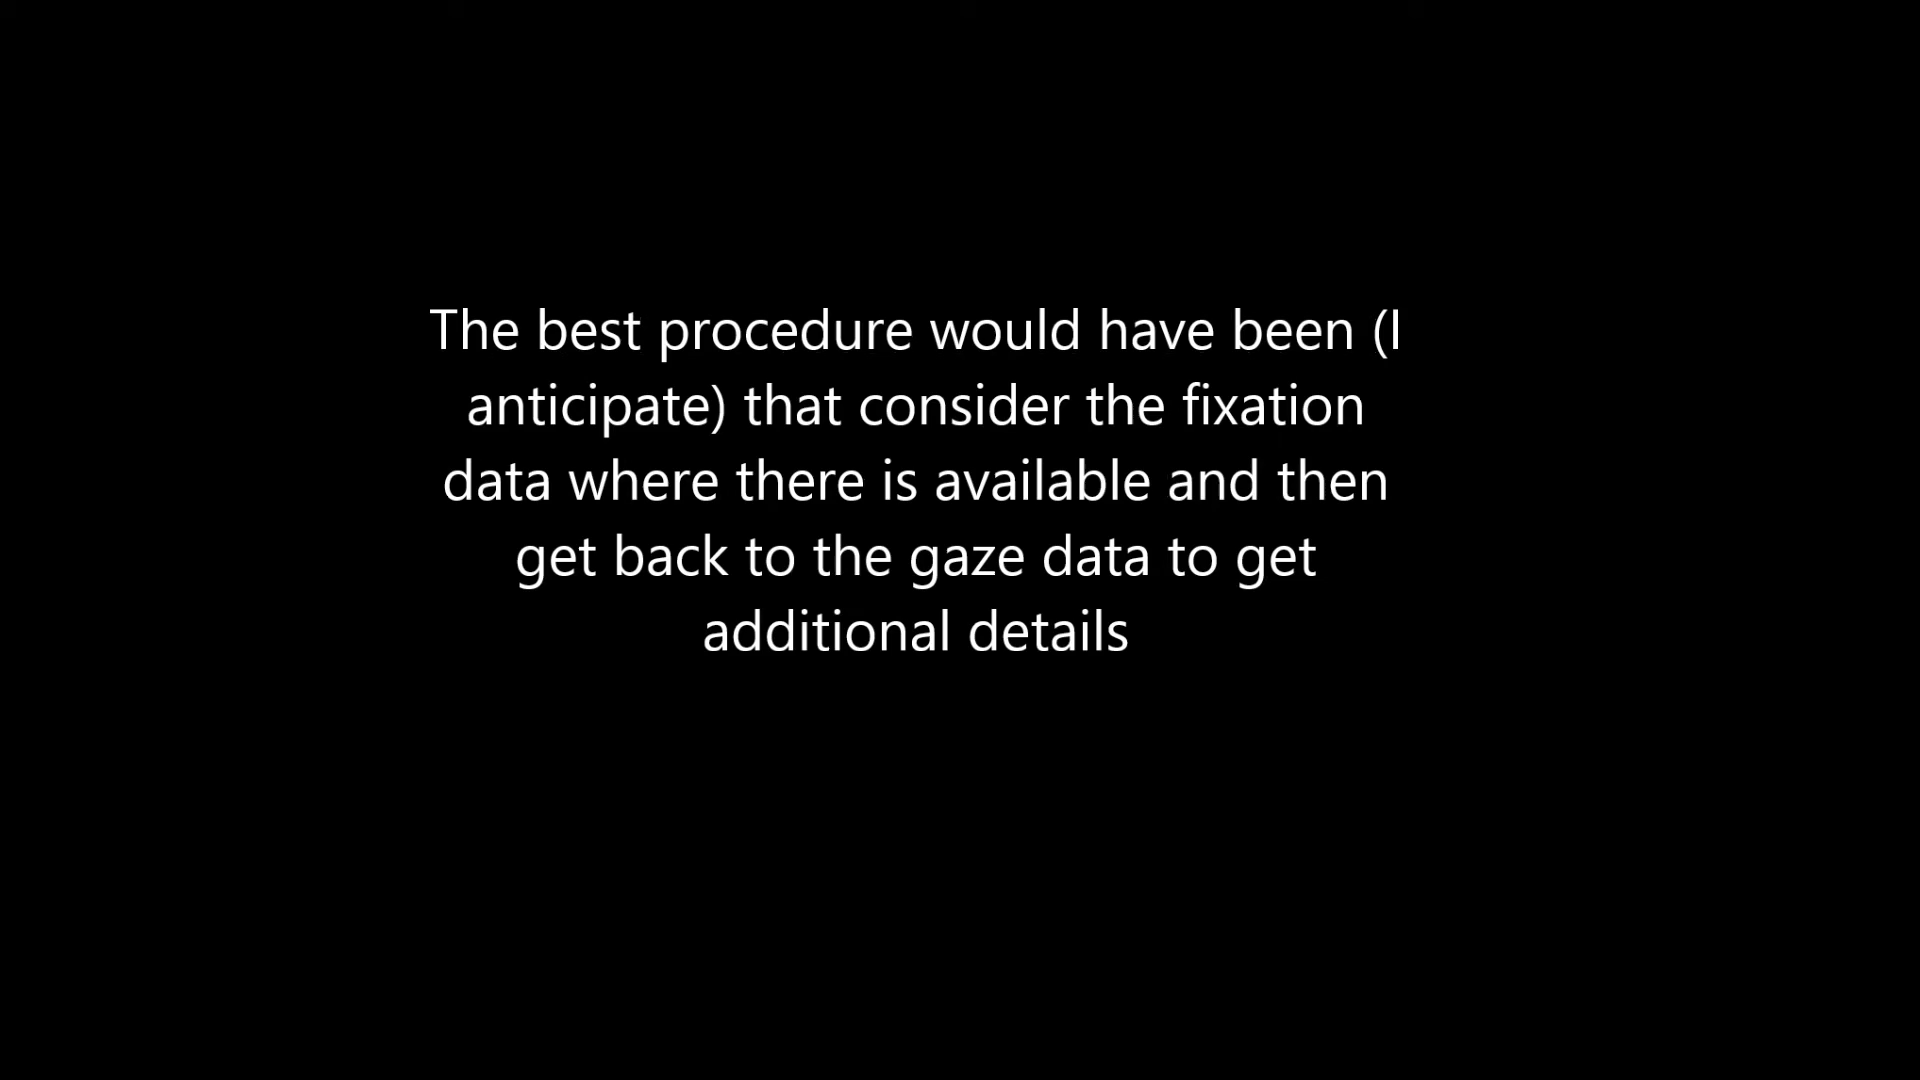 The best procedure would have been (I
anticipate) that consider the fixation
data where there is available and then
get back to the gaze data to get
additional details